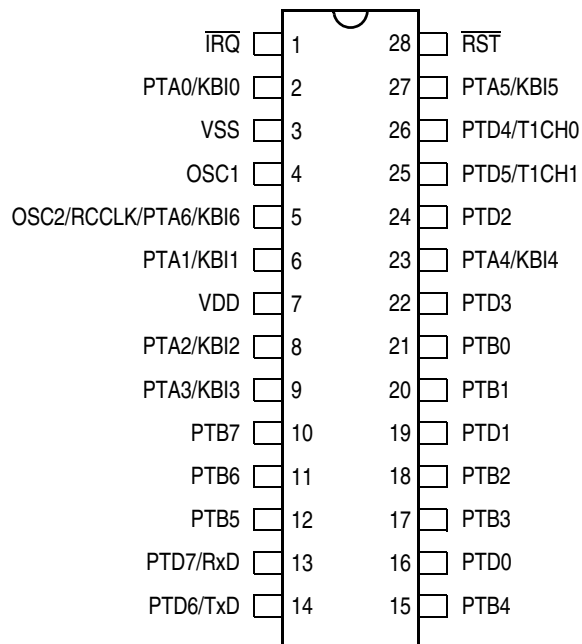 IRQ 1 28 RST
PTA0/KBI0 2 27 PTA5/KBI5
VSS 3 26 PTD4/T1CH0
OSC1 4 25 PTD5/T1CH1
OSC2/RCCLK/PTA6/KBI6 5 24 PTD2
PTA1/KBI1 6 23 PTA4/KBI4
VDD 7 22 PTD3
PTA2/KBI2 8 21 PTB0
PTA3/KBI3 9 20 PTB1
PTB7 10 19 PTD1
PTB6 11 18 PTB2
PTB5 12 17 PTB3
PTD7/RxD 13 16 PTD0
PTD6/TxD 14 15 PTB4